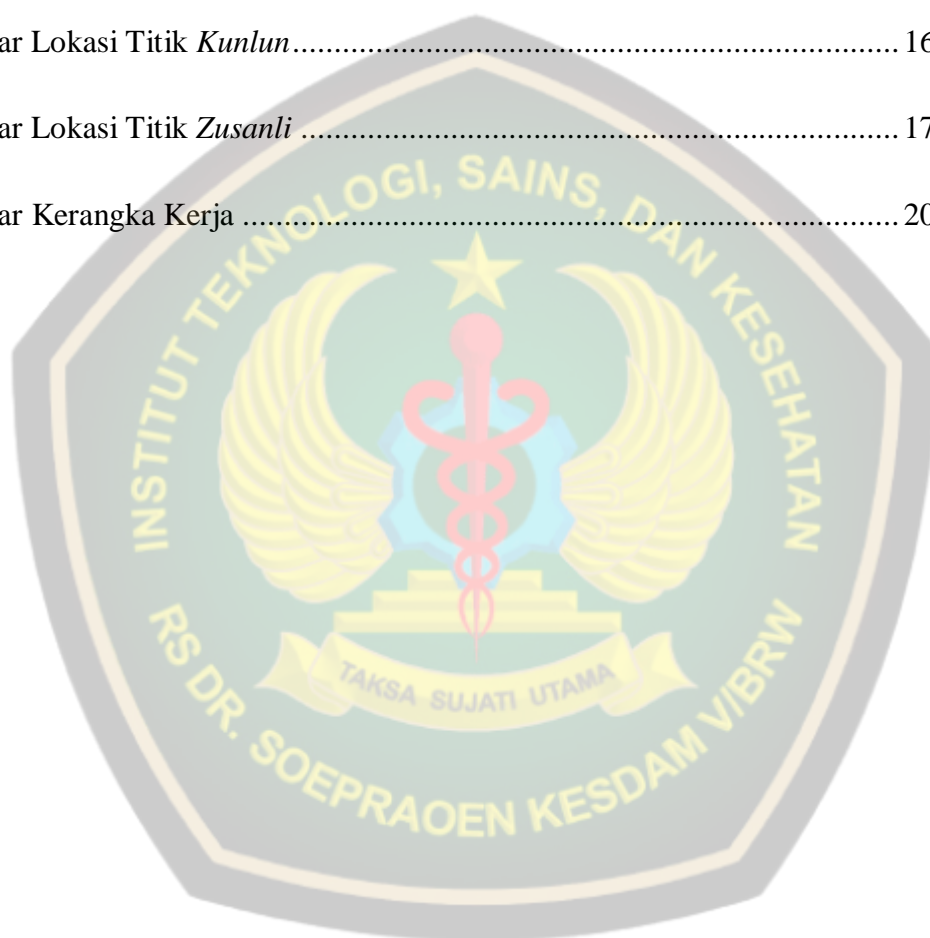 ar Lokasi Titik Kunlun........................................................................ 16
ar Lokasi Titik Zusanli ....................................................................... 17
ar Kerangka Kerja .............................................................................. 20
INSTITUT TEKNOLOGI, SAINS, DAN KESEHATAN
TAKSA SUJATI UTAMA
RS DR. SOEPRAOEN KESDAM V/BRW